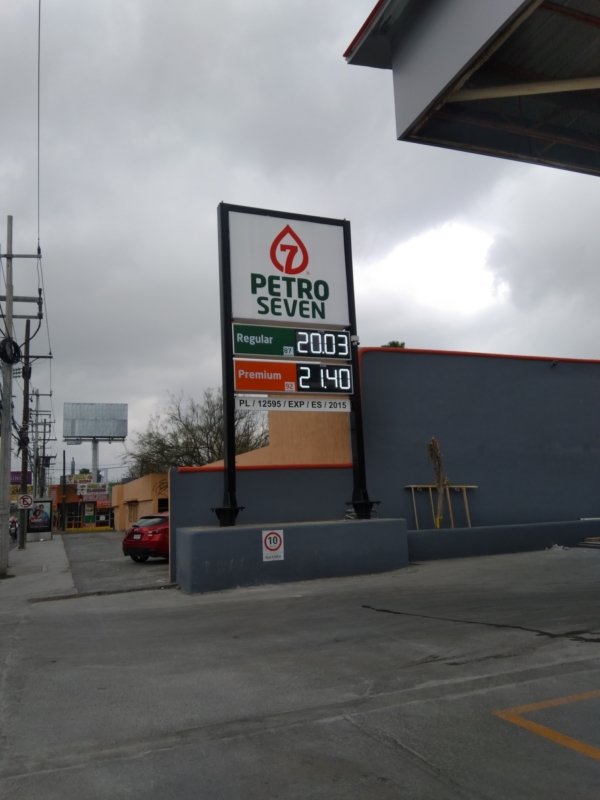 7
PETRO
SEVEN
Regular 87 20.03
Premium 92 21.40
PL / 12595 / EXP / ES / 2015
10